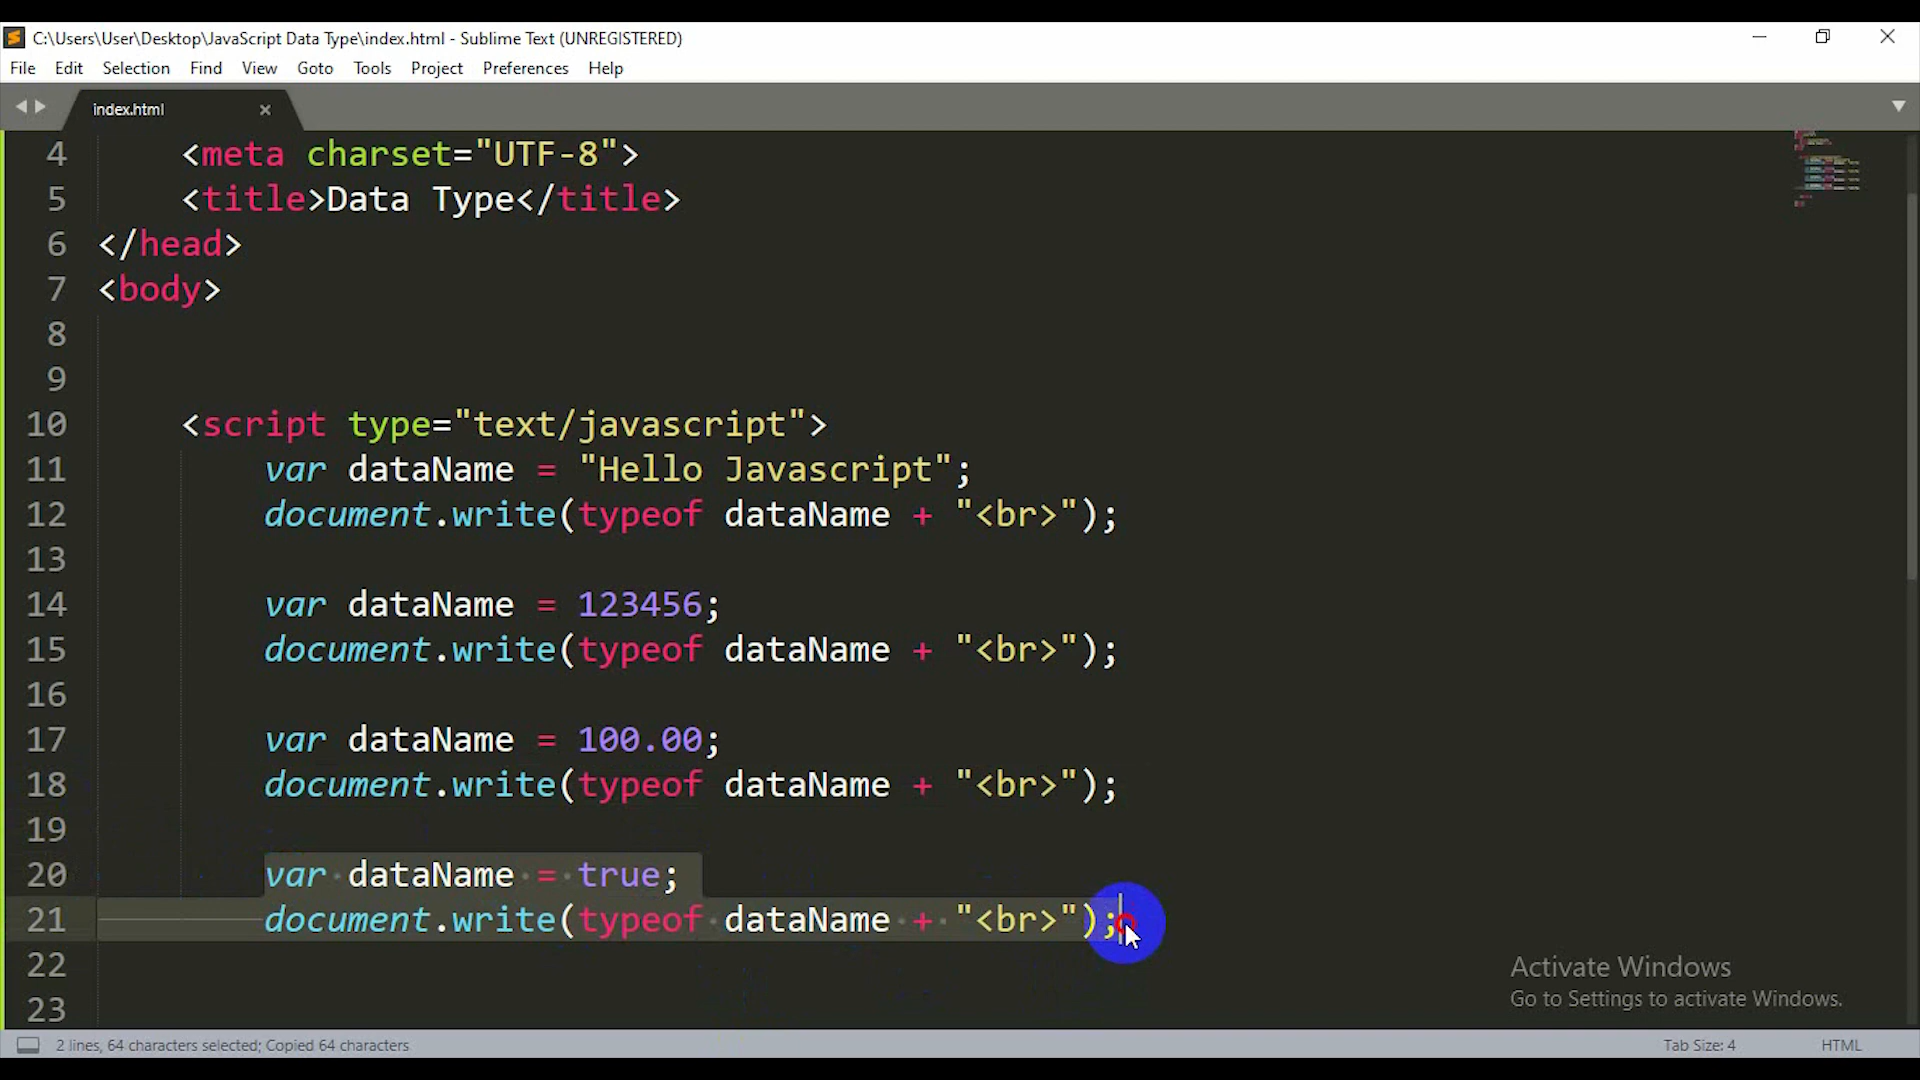 C:\Users\User\Desktop\JavaScript Data Type\index.html - Sublime Text (UNREGISTERED)
File Edit Selection Find View Goto Tools Project Preferences Help
index.html
4 <meta charset="UTF-8">
5 <title>Data Type</title>
6 </head>
7 <body>
8
9
10 <script type="text/javascript">
11 var dataName = "Hello Javascript";
12 document.write(typeof dataName + "<br>");
13
14 var dataName = 123456;
15 document.write(typeof dataName + "<br>");
16
17 var dataName = 100.00;
18 document.write(typeof dataName + "<br>");
19
20 var dataName = true;
21 document.write(typeof dataName + "<br>");
22
23
Activate Windows
Go to Settings to activate Windows.
2 lines, 64 characters selected; Copied 64 characters Tab Size: 4 HTML